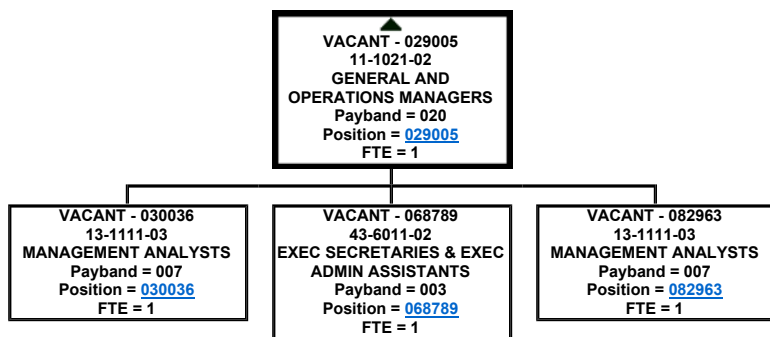 VACANT - 029005
11-1021-02
GENERAL AND
OPERATIONS MANAGERS
Payband = 020
Position = 029005
FTE = 1
VACANT - 030036
13-1111-03
MANAGEMENT ANALYSTS
Payband = 007
Position = 030036
FTE = 1
VACANT - 068789
43-6011-02
EXEC SECRETARIES & EXEC
ADMIN ASSISTANTS
Payband = 003
Position = 068789
FTE = 1
VACANT - 082963
13-1111-03
MANAGEMENT ANALYSTS
Payband = 007
Position = 082963
FTE = 1